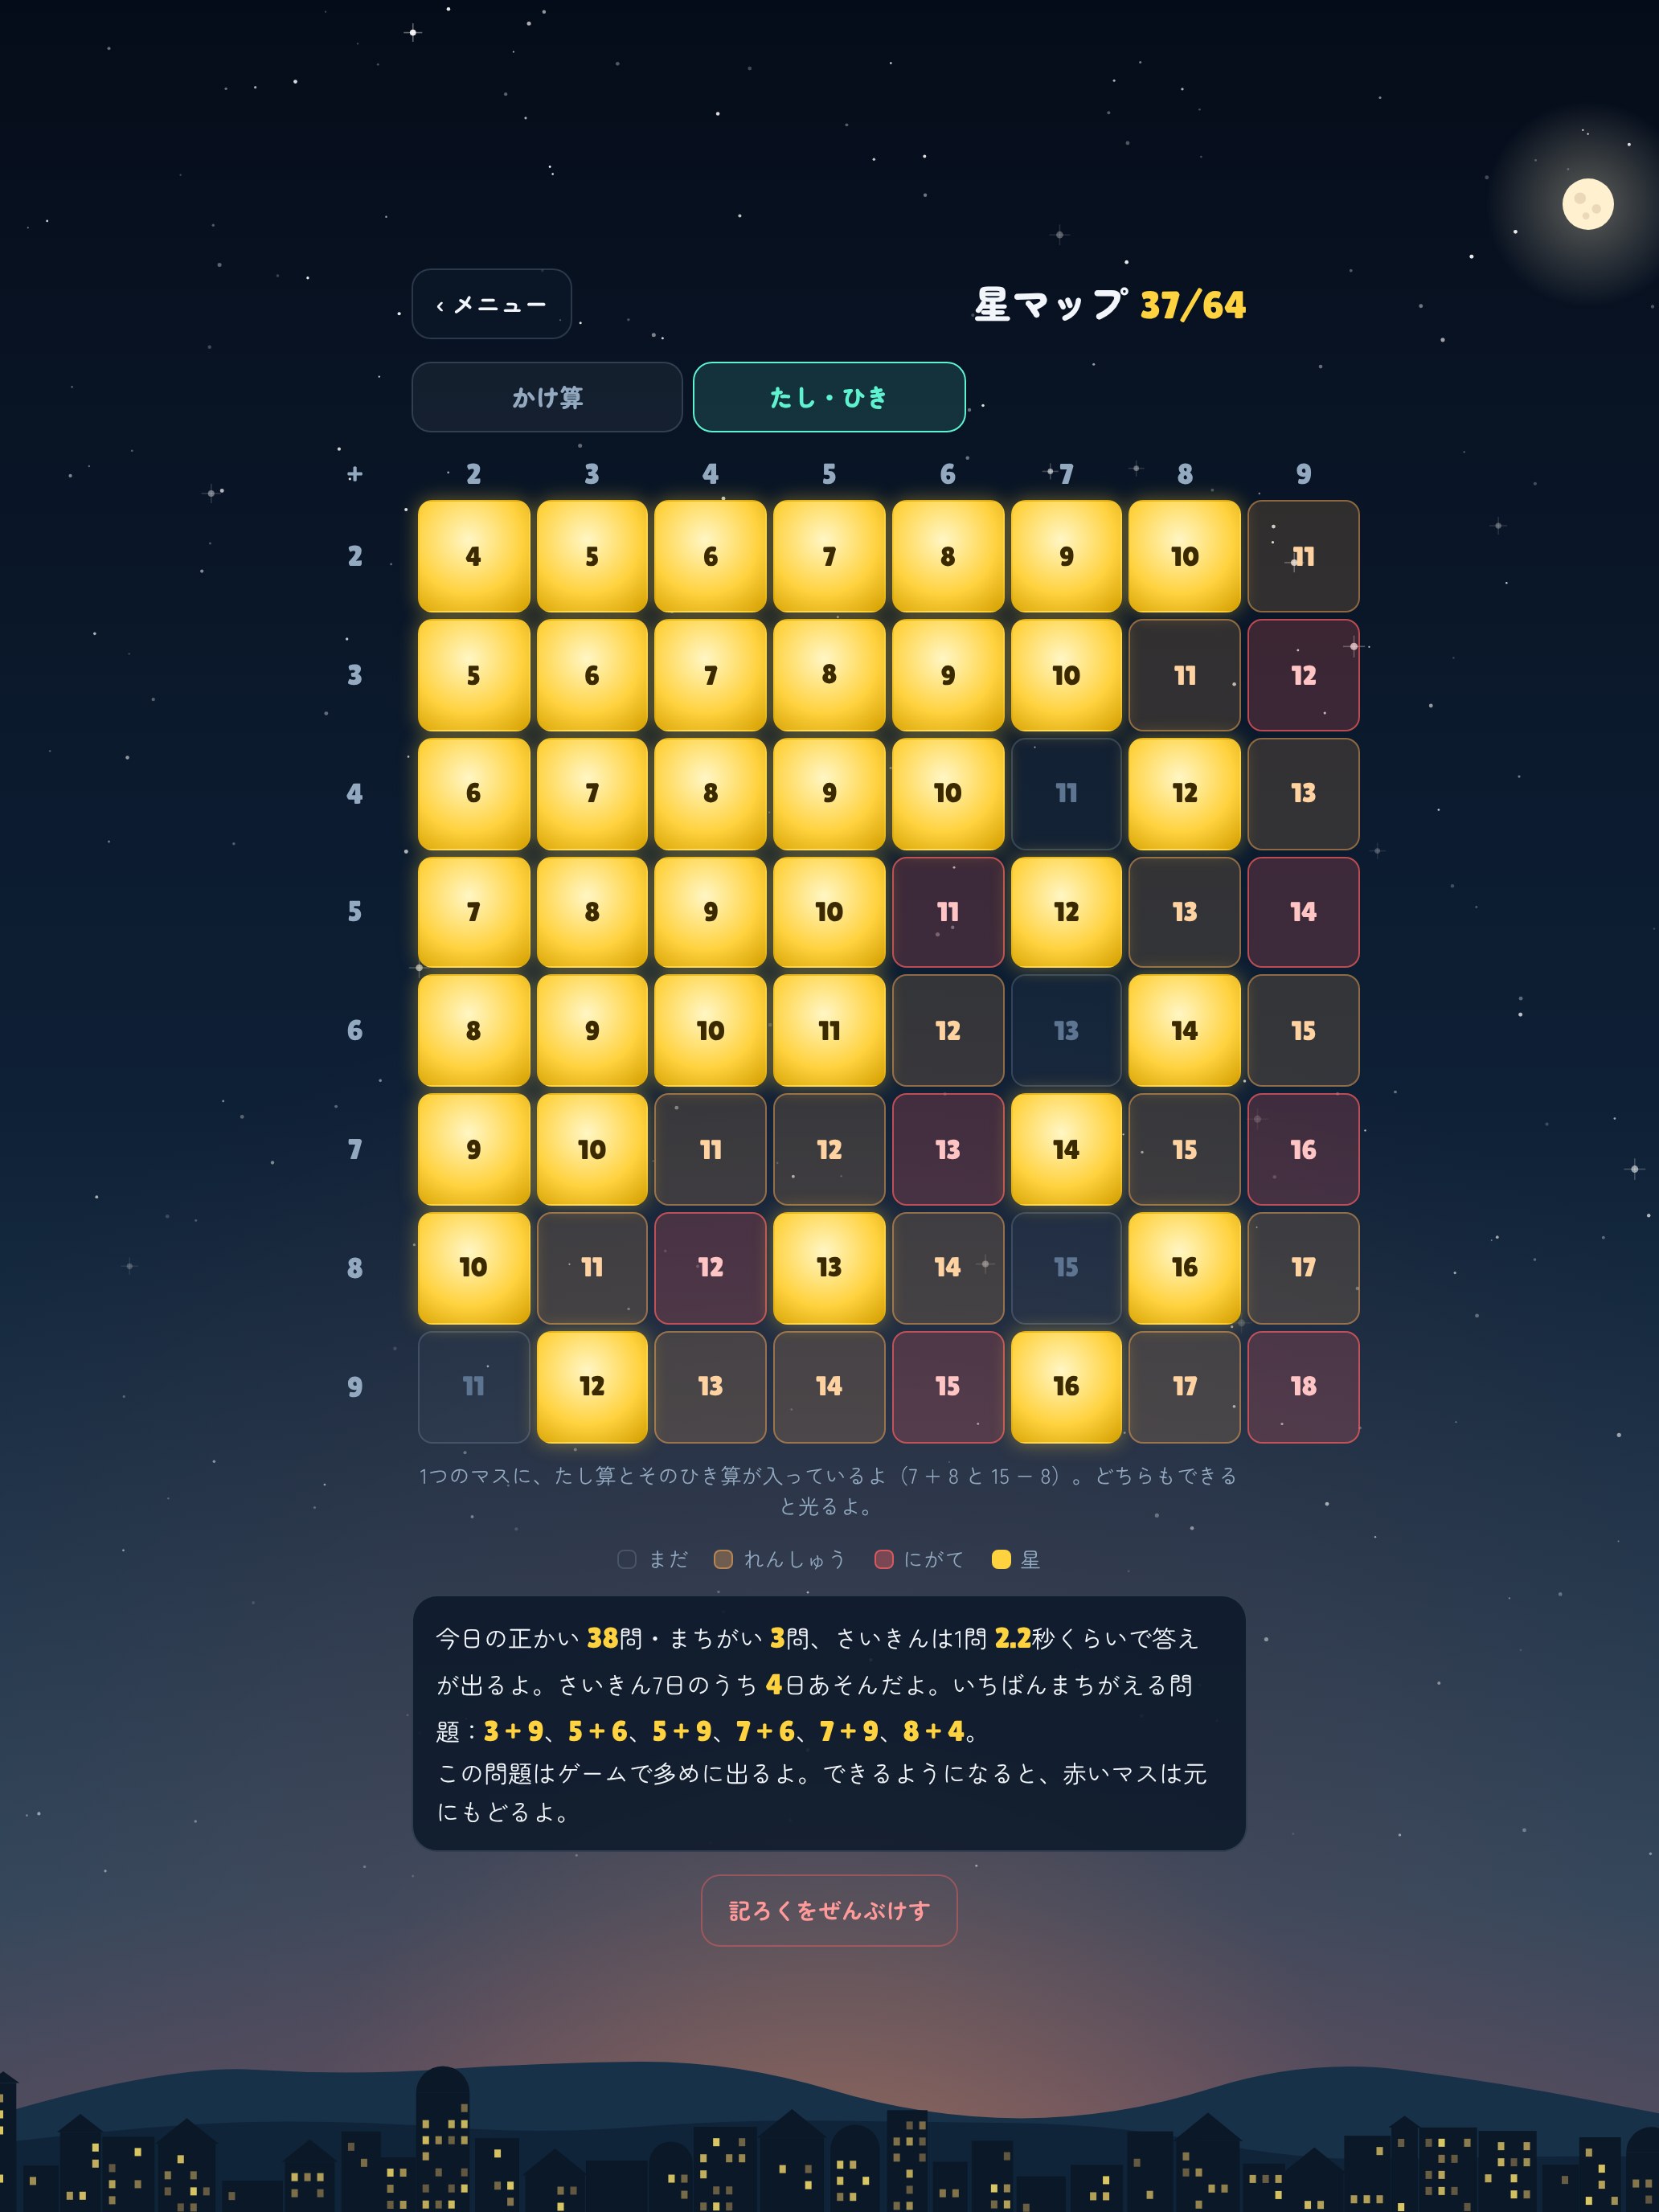 ‹ メニュー
星マップ 37/64
かけ算
たし・ひき
+ 2 3 4 5 6 7 8 9
2 4 5 6 7 8 9 10 11
3 5 6 7 8 9 10 11 12
4 6 7 8 9 10 11 12 13
5 7 8 9 10 11 12 13 14
6 8 9 10 11 12 13 14 15
7 9 10 11 12 13 14 15 16
8 10 11 12 13 14 15 16 17
9 11 12 13 14 15 16 17 18
1つのマスに、たし算とそのひき算が入っているよ（7 + 8 と 15 − 8）。どちらもできる
と光るよ。
まだ れんしゅう にがて 星
今日の正かい 38問・まちがい 3問、さいきんは1問 2.2秒くらいで答え
が出るよ。さいきん7日のうち 4日あそんだよ。いちばんまちがえる問
題：3 + 9、5 + 6、5 + 9、7 + 6、7 + 9、8 + 4。
この問題はゲームで多めに出るよ。できるようになると、赤いマスは元
にもどるよ。
記ろくをぜんぶけす